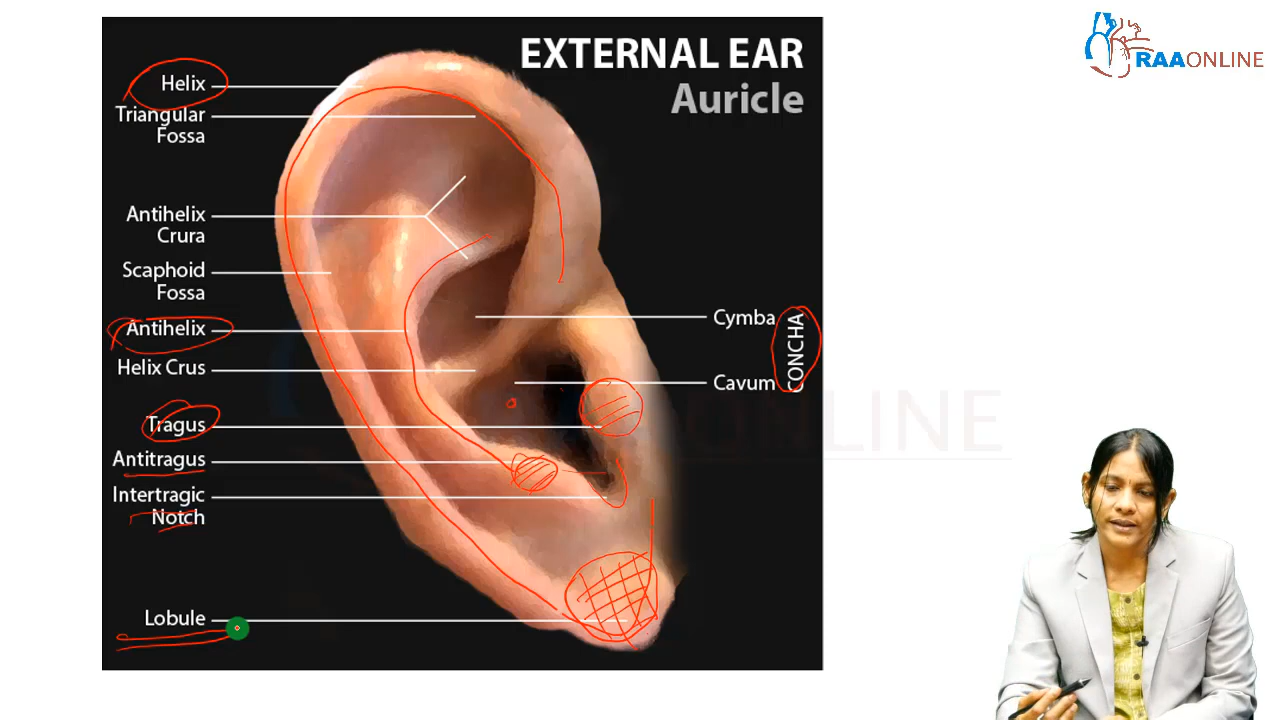 EXTERNAL EAR
Auricle
Helix
Triangular
Fossa
Antihelix
Crura
Scaphoid
Fossa
Antihelix
Helix Crus
Tragus
Antitragus
Intertragic
Notch
Lobule
Cymba
Cavum
CONCHA
RAAONLINE
ONLINE